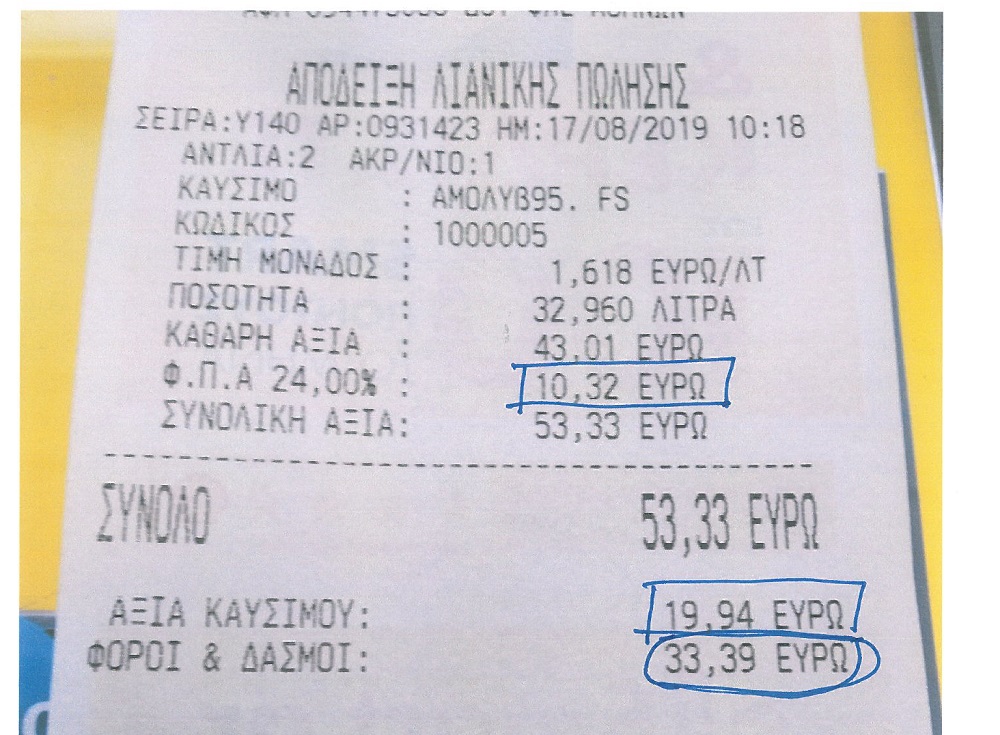 ΑΠΟΔΕΙΞΗ ΛΙΑΝΙΚΗΣ ΠΩΛΗΣΗΣ
ΣΕΙΡΑ:Υ140 ΑΡ:0931423 ΗΜ:17/08/2019 10:18
ΑΝΤΛΙΑ:2 ΑΚΡ/ΝΙΟ:1
ΚΑΥΣΙΜΟ : ΑΜΟΛΥΒ95. FS
ΚΩΔΙΚΟΣ : 1000005
ΤΙΜΗ ΜΟΝΑΔΟΣ : 1,618 ΕΥΡΩ/ΛΤ
ΠΟΣΟΤΗΤΑ : 32,960 ΛΙΤΡΑ
ΚΑΘΑΡΗ ΑΞΙΑ : 43,01 ΕΥΡΩ
Φ.Π.Α 24,00% : 10,32 ΕΥΡΩ
ΣΥΝΟΛΙΚΗ ΑΞΙΑ: 53,33 ΕΥΡΩ
ΣΥΝΟΛΟ 53,33 ΕΥΡΩ
ΑΞΙΑ ΚΑΥΣΙΜΟΥ: 19,94 ΕΥΡΩ
ΦΟΡΟΙ & ΔΑΣΜΟΙ: 33,39 ΕΥΡΩ